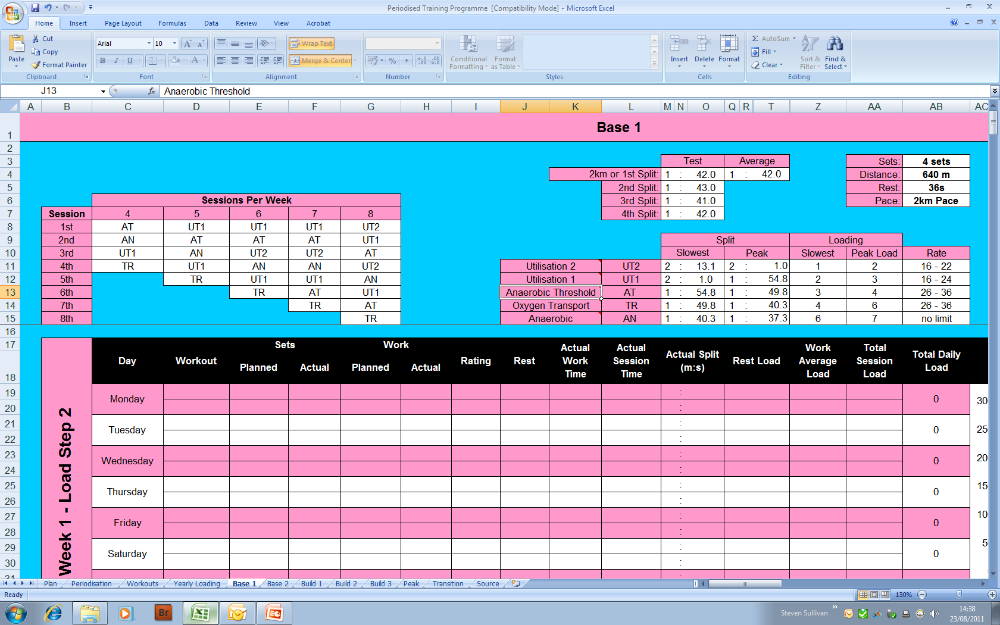 Periodised Training Programme [Compatibility Mode] - Microsoft Excel
Home Insert Page Layout Formulas Data Review View Acrobat
Paste Cut Copy Format Painter Clipboard
Arial 10 B I U Font
Wrap Text Merge & Center Alignment
% , Number
Conditional Formatting Format as Table Styles
Insert Delete Format Cells
Σ AutoSum Fill Clear Sort & Filter Find & Select Editing
J13 fx Anaerobic Threshold
A B C D E F G H I J K L M N O Q R T Z AA AB AC
1 Base 1
2
3 Test Average Sets: 4 sets
4 2km or 1st Split: 1 : 42.0 1 : 42.0 Distance: 640 m
5 2nd Split: 1 : 43.0 Rest: 36s
6 Sessions Per Week 3rd Split: 1 : 41.0 Pace: 2km Pace
7 Session 4 5 6 7 8 4th Split: 1 : 42.0
8 1st AT UT1 UT1 UT1 UT2
9 2nd AN AT AT AT UT1 Split Loading
10 3rd UT1 AN UT2 UT2 AT Slowest Peak Slowest Peak Load Rate
11 4th TR UT1 AN AN UT2 Utilisation 2 UT2 2 : 13.1 2 : 1.0 1 2 16 - 22
12 5th TR UT1 UT1 AN Utilisation 1 UT1 2 : 1.0 1 : 54.8 2 3 16 - 24
13 6th TR AT UT1 Anaerobic Threshold AT 1 : 54.8 1 : 49.8 3 4 26 - 36
14 7th TR AT Oxygen Transport TR 1 : 49.8 1 : 40.3 4 6 26 - 36
15 8th TR Anaerobic AN 1 : 40.3 1 : 37.3 6 7 no limit
16
17 Day Workout Sets Work Rating Rest Actual Work Time Actual Session Time Actual Split (m:s) Rest Load Work Average Load Total Session Load Total Daily Load
18 Planned Actual Planned Actual
Week 1 - Load Step 2
19 Monday : 0 30
20 :
21 Tuesday : 0 25
22 :
23 Wednesday : 0 20
24 :
25 Thursday : 0 15
26 :
27 Friday : 0 10
28 :
29 Saturday : 0 5
30 :
31
Plan Periodisation Workouts Yearly Loading Base 1 Base 2 Build 1 Build 2 Build 3 Peak Transition Source
Ready 130%
Br Steven Sullivan 14:38
23/08/2011